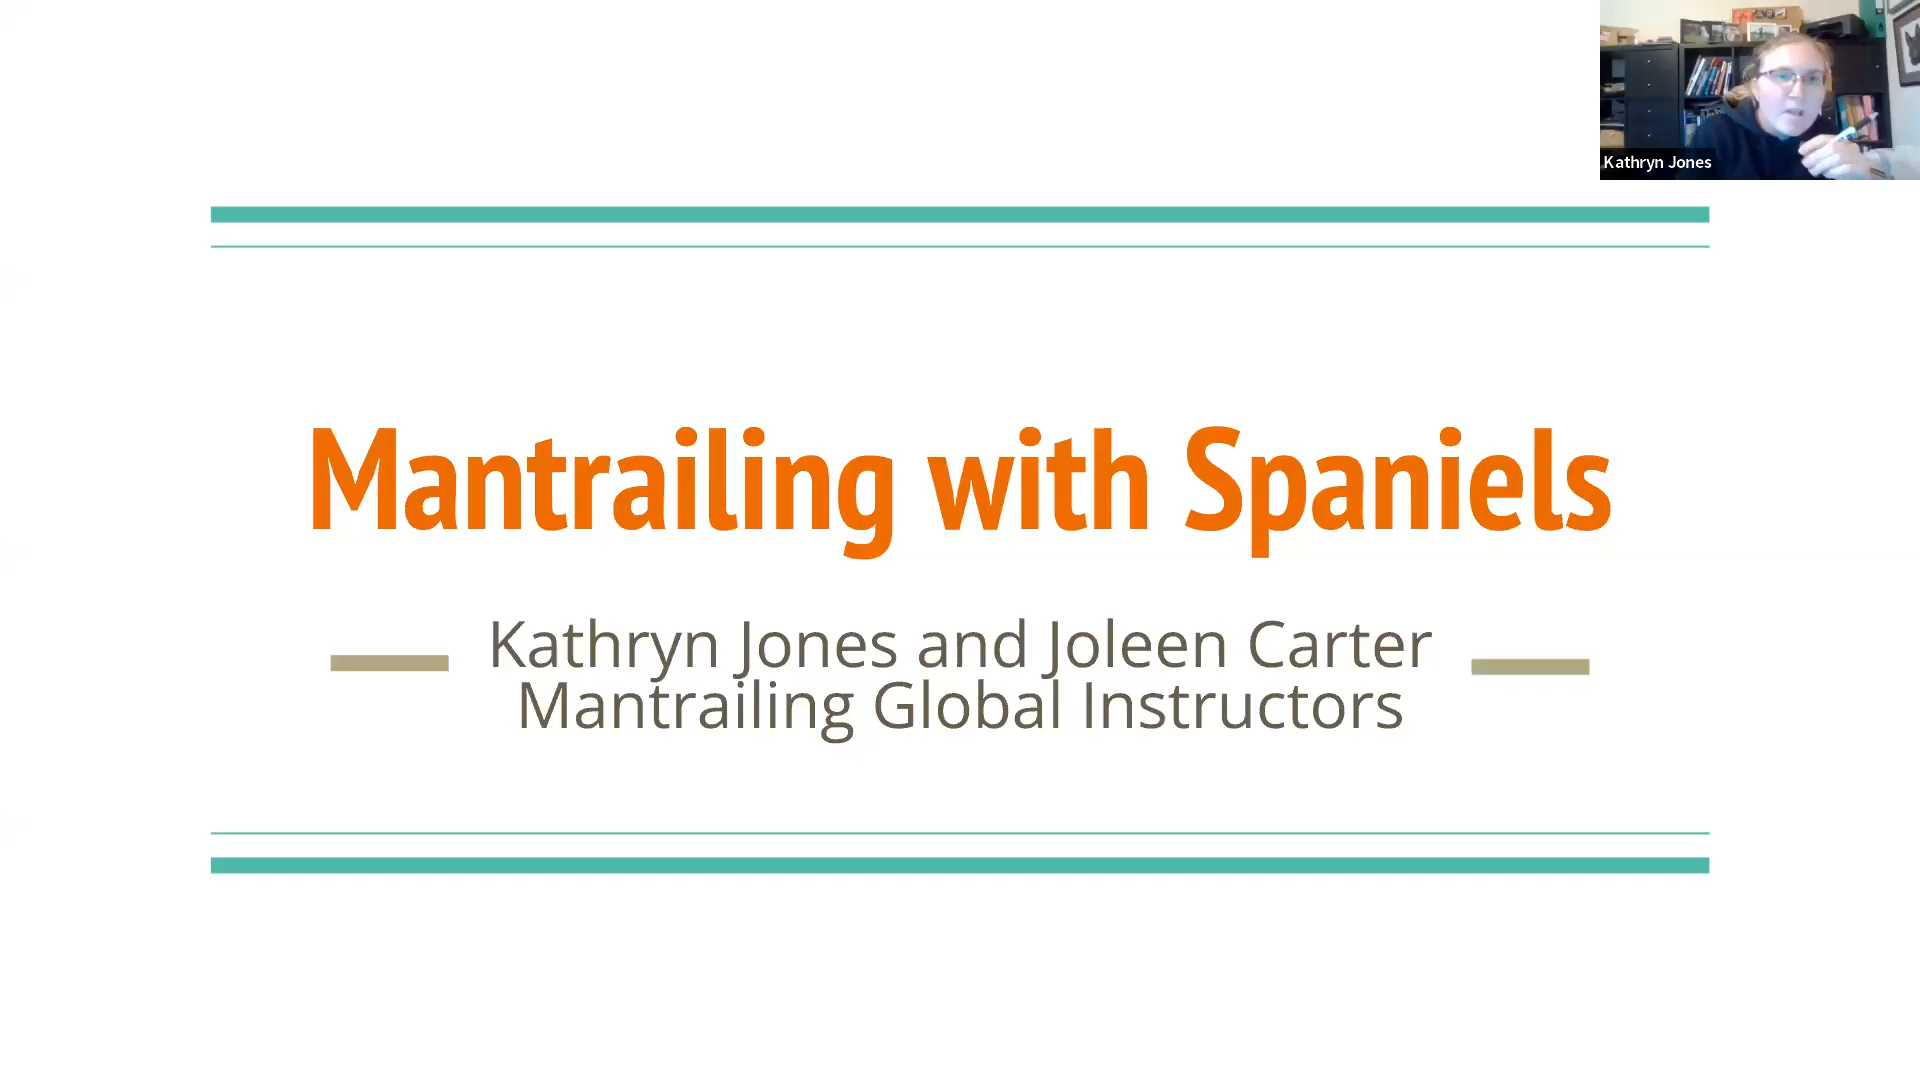 Kathryn Jones
Mantrailing with Spaniels
Kathryn Jones and Joleen Carter
Mantrailing Global Instructors